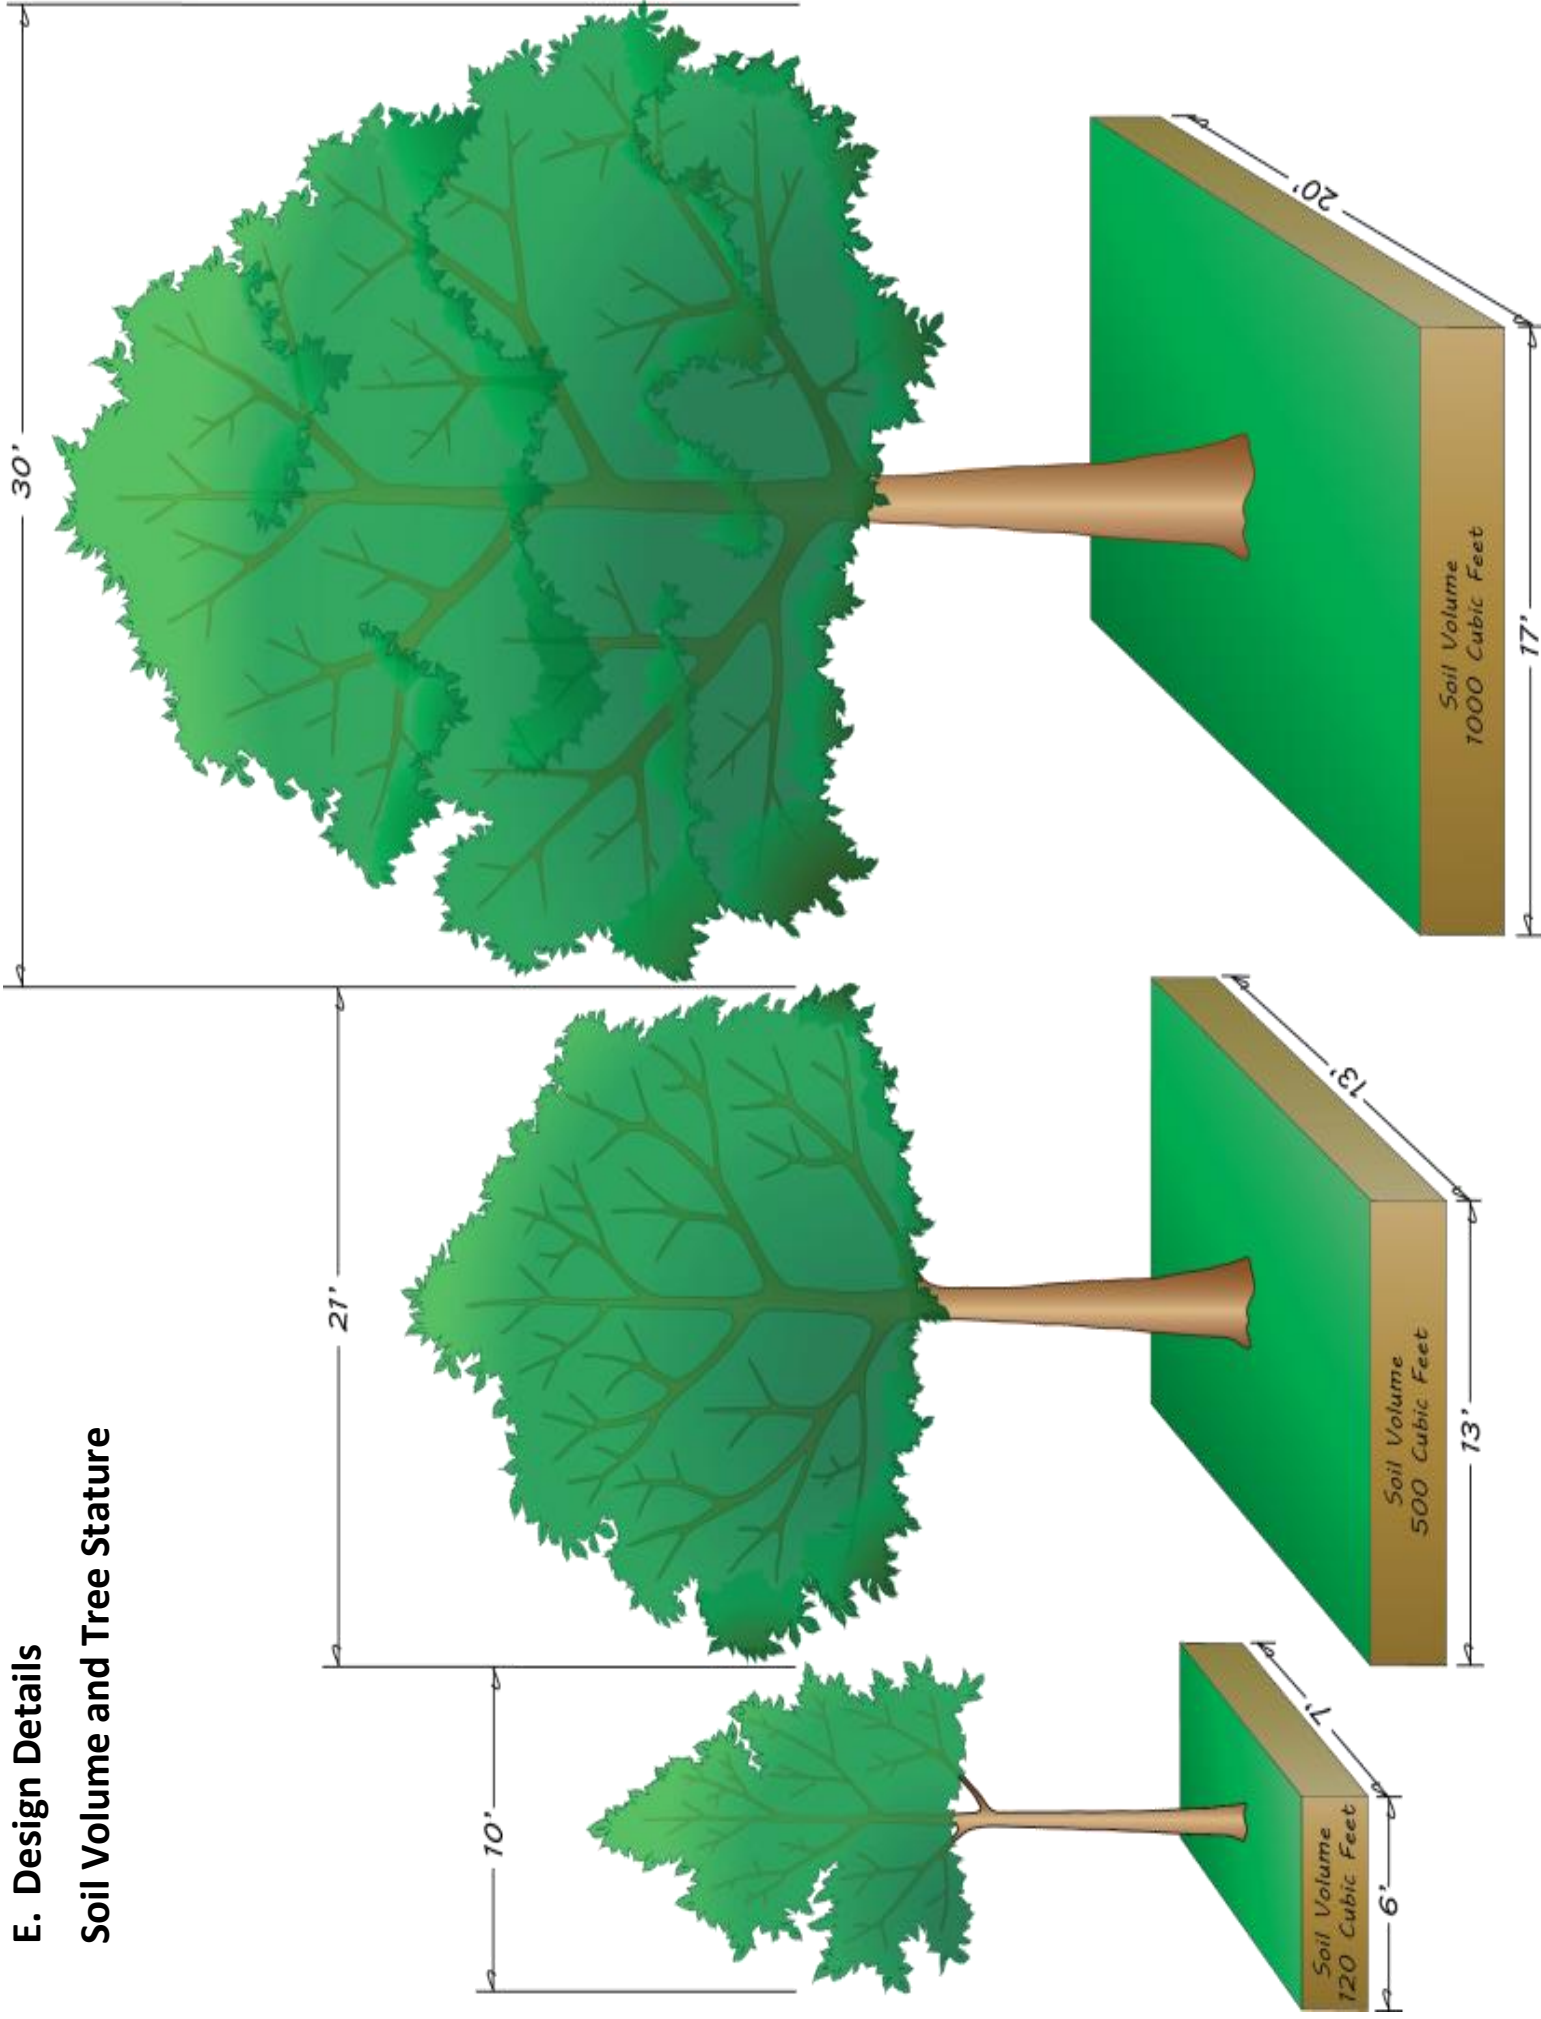 E. Design Details
Soil Volume and Tree Stature
10'
21'
30'
Soil Volume
120 Cubic Feet
6'
7'
Soil Volume
500 Cubic Feet
13'
13'
Soil Volume
1000 Cubic Feet
17'
20'